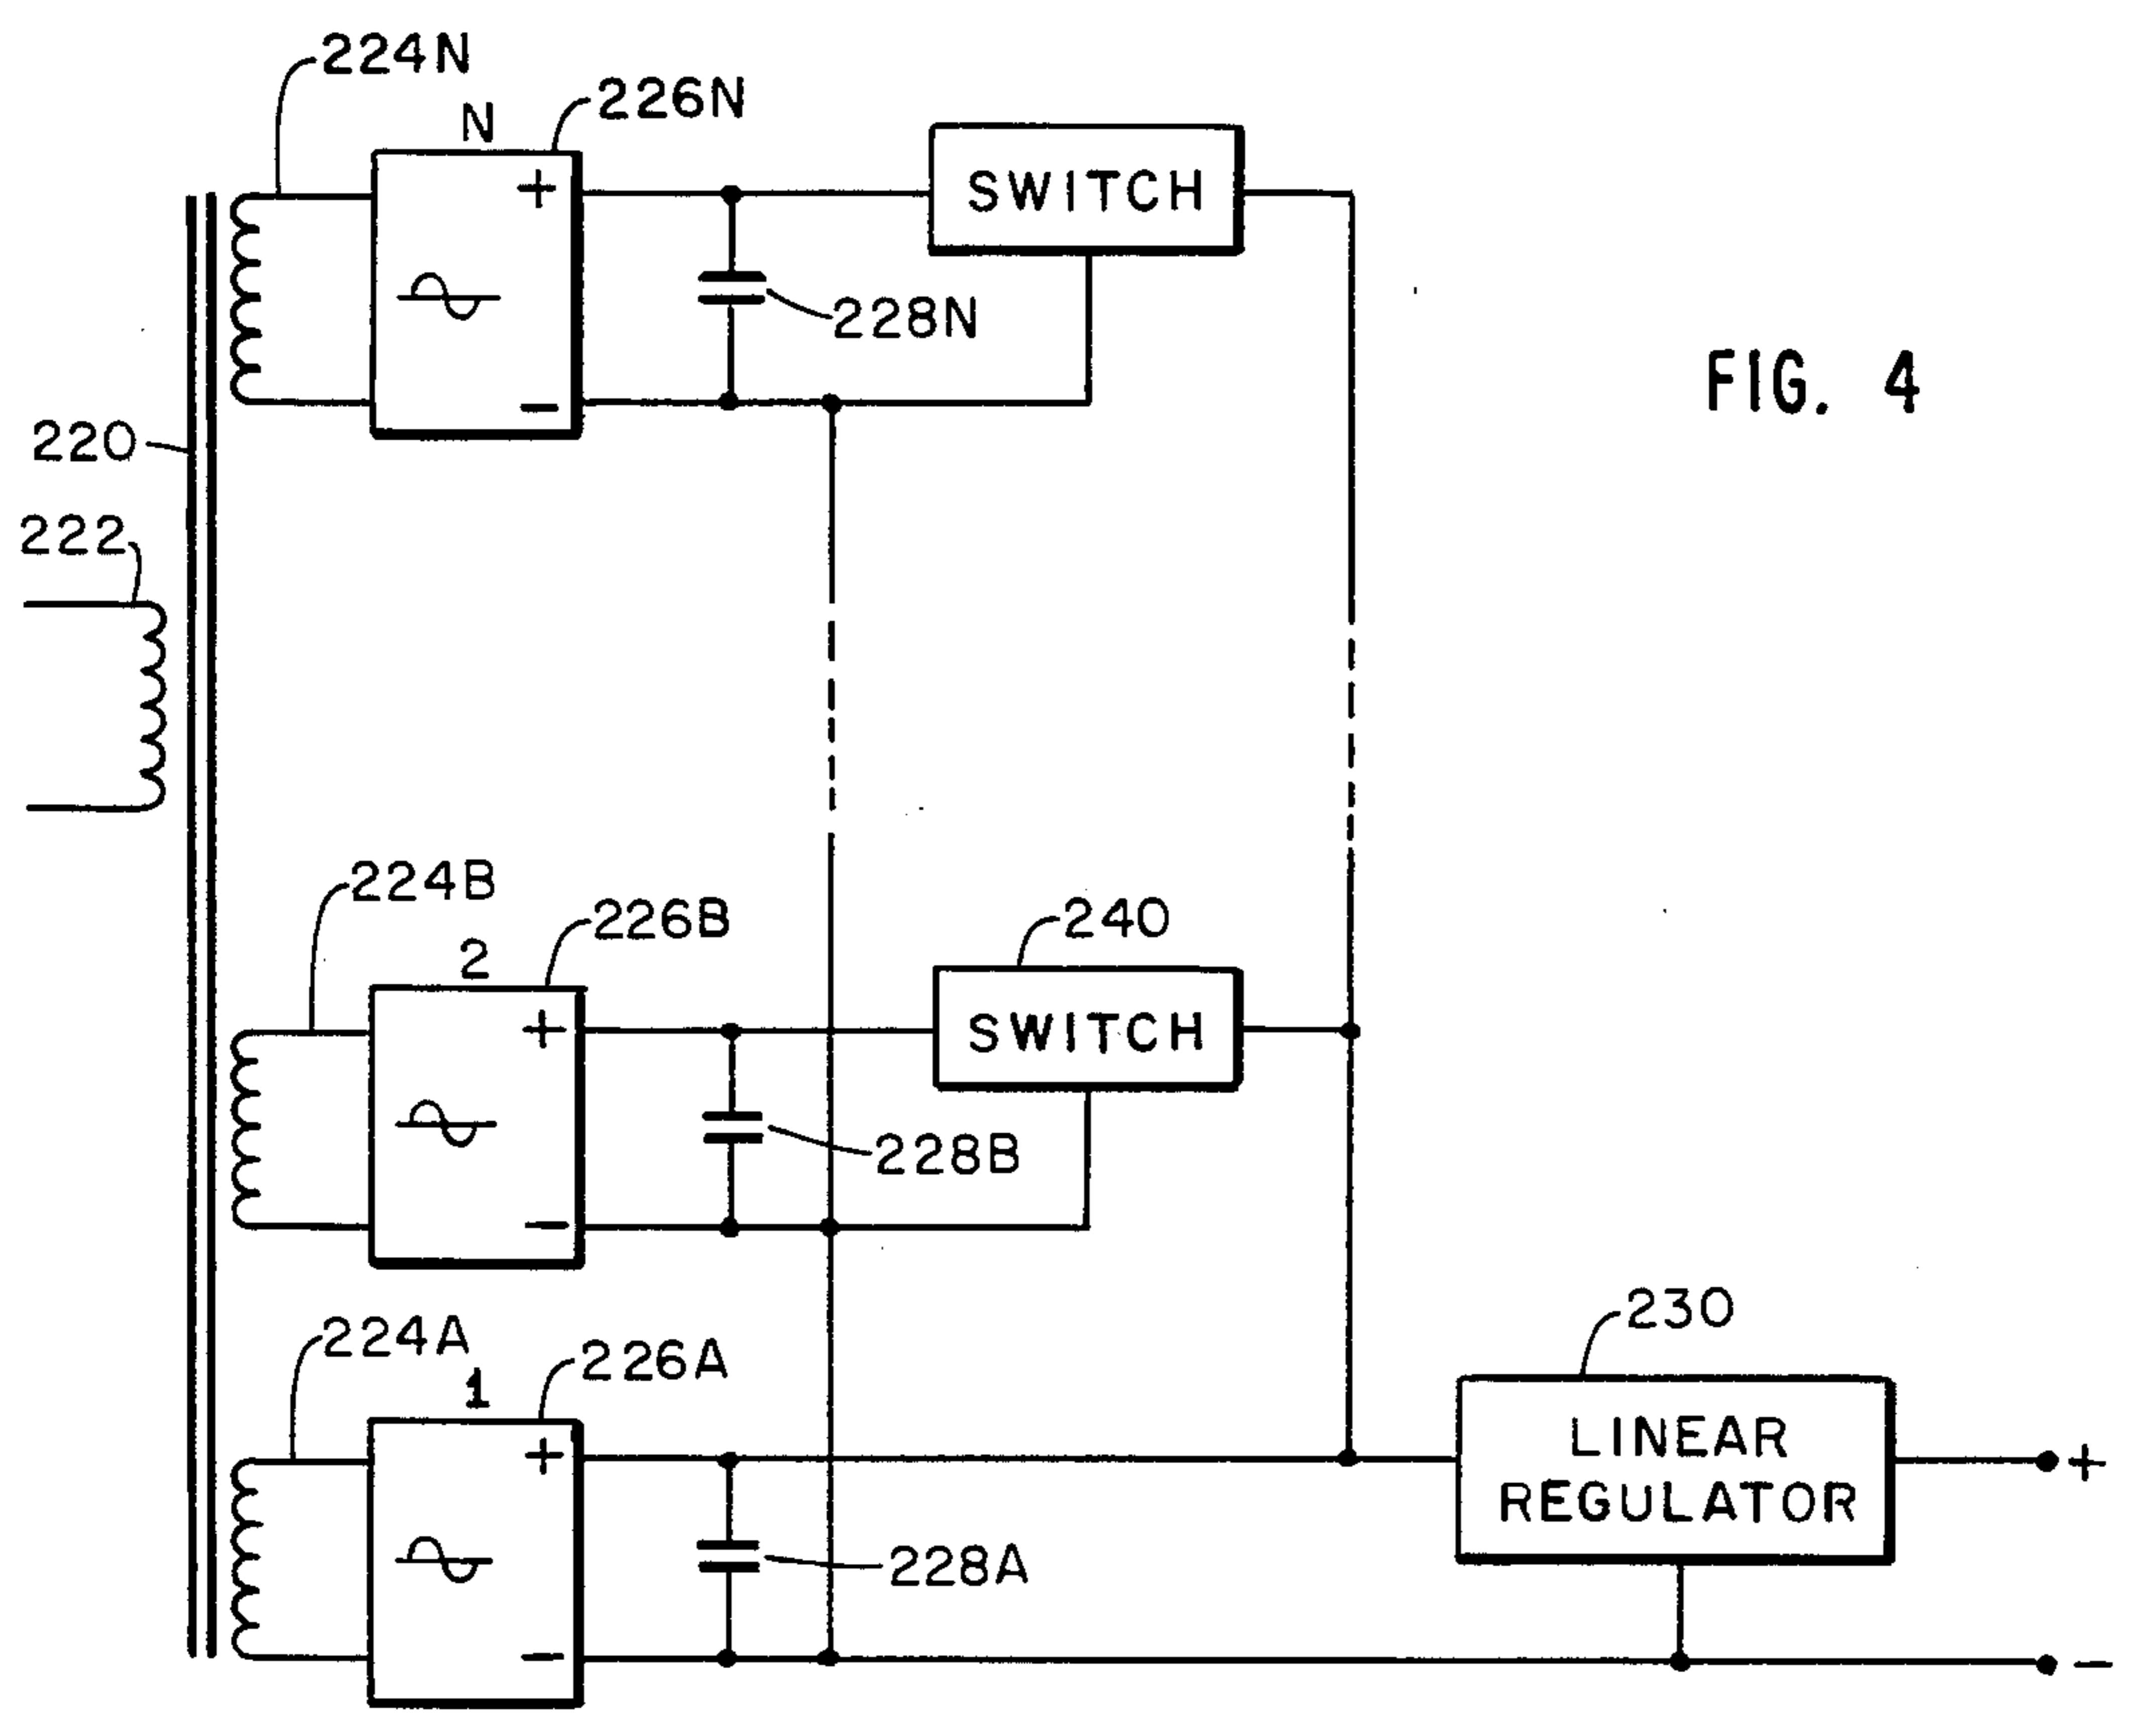 224N
226N
N
+
SWITCH
228N
−
FIG. 4
220
222
224B
226B
2
240
+
SWITCH
228B
−
224A
226A
1
230
+
LINEAR
REGULATOR
+
228A
−
−